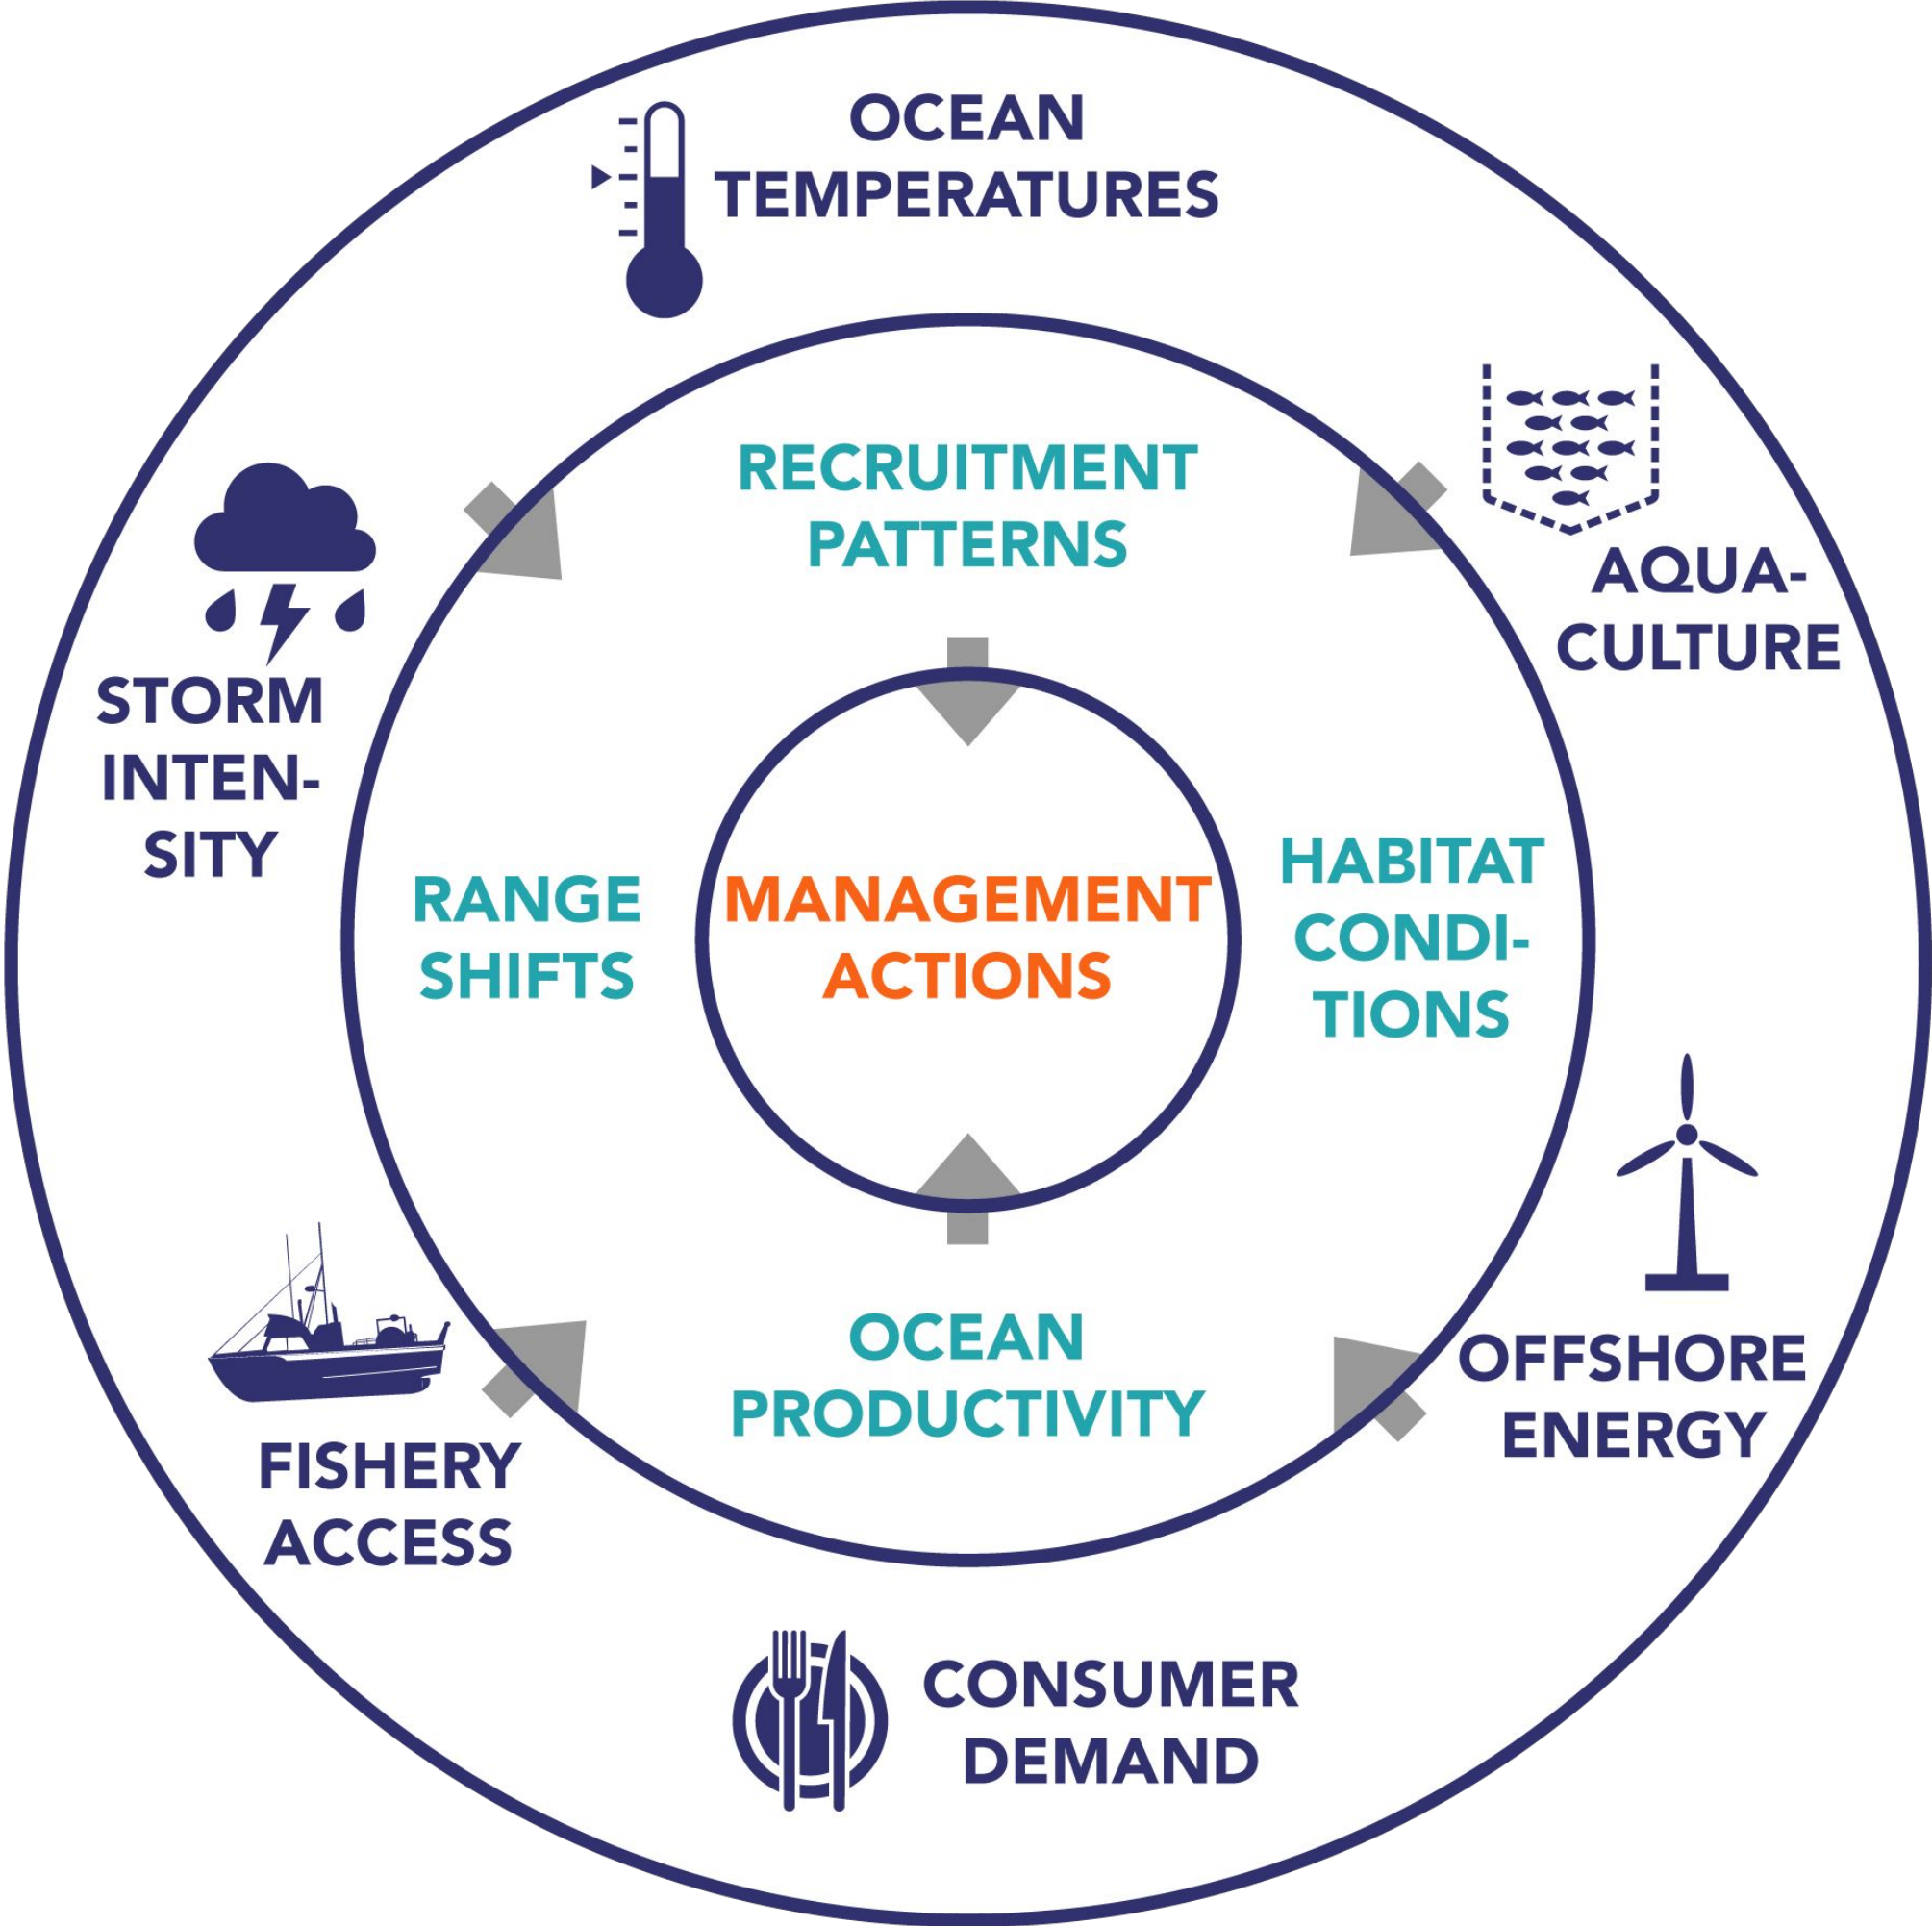 OCEAN
TEMPERATURES
AQUA-
CULTURE
OFFSHORE
ENERGY
CONSUMER
DEMAND
FISHERY
ACCESS
STORM
INTEN-
SITY
RECRUITMENT
PATTERNS
HABITAT
CONDI-
TIONS
OCEAN
PRODUCTIVITY
RANGE
SHIFTS
MANAGEMENT
ACTIONS